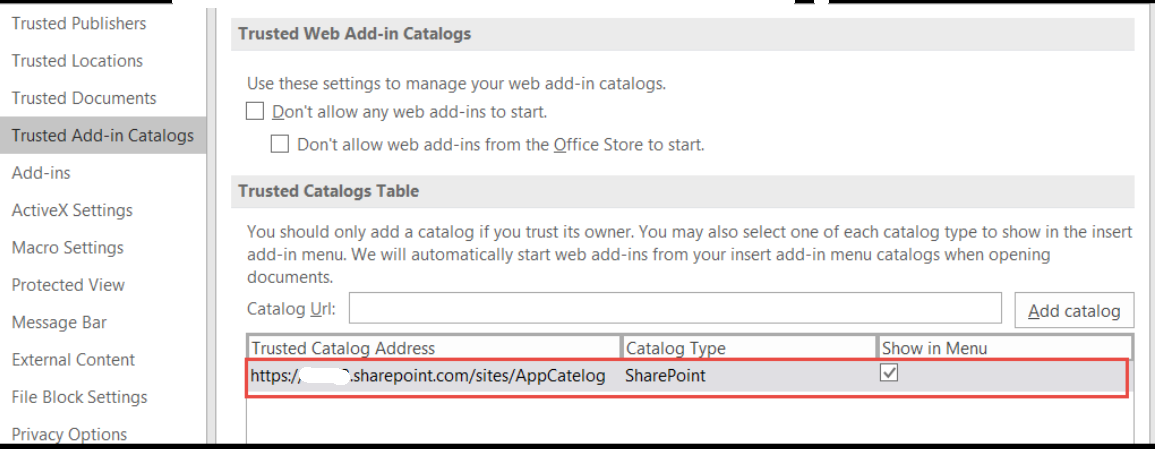 Trusted Publishers
Trusted Locations
Trusted Documents
Trusted Add-in Catalogs
Add-ins
ActiveX Settings
Macro Settings
Protected View
Message Bar
External Content
File Block Settings
Privacy Options
Trusted Web Add-in Catalogs
Use these settings to manage your web add-in catalogs.
Don't allow any web add-ins to start.
Don't allow web add-ins from the Office Store to start.
Trusted Catalogs Table
You should only add a catalog if you trust its owner. You may also select one of each catalog type to show in the insert
add-in menu. We will automatically start web add-ins from your insert add-in menu catalogs when opening
documents.
Catalog Url:
Add catalog
Trusted Catalog Address Catalog Type Show in Menu
https:/ .sharepoint.com/sites/AppCatelog SharePoint